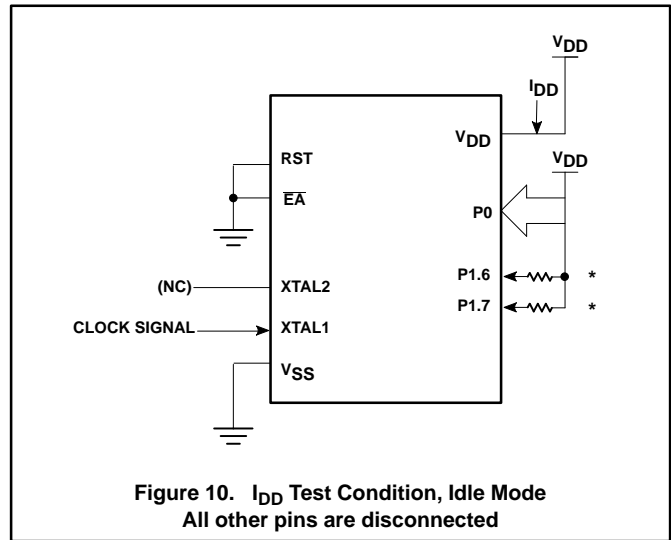 VDD
IDD
VDD
VDD
RST
EA
P0
P1.6 *
(NC) XTAL2
P1.7 *
CLOCK SIGNAL XTAL1
VSS
Figure 10. IDD Test Condition, Idle Mode
All other pins are disconnected